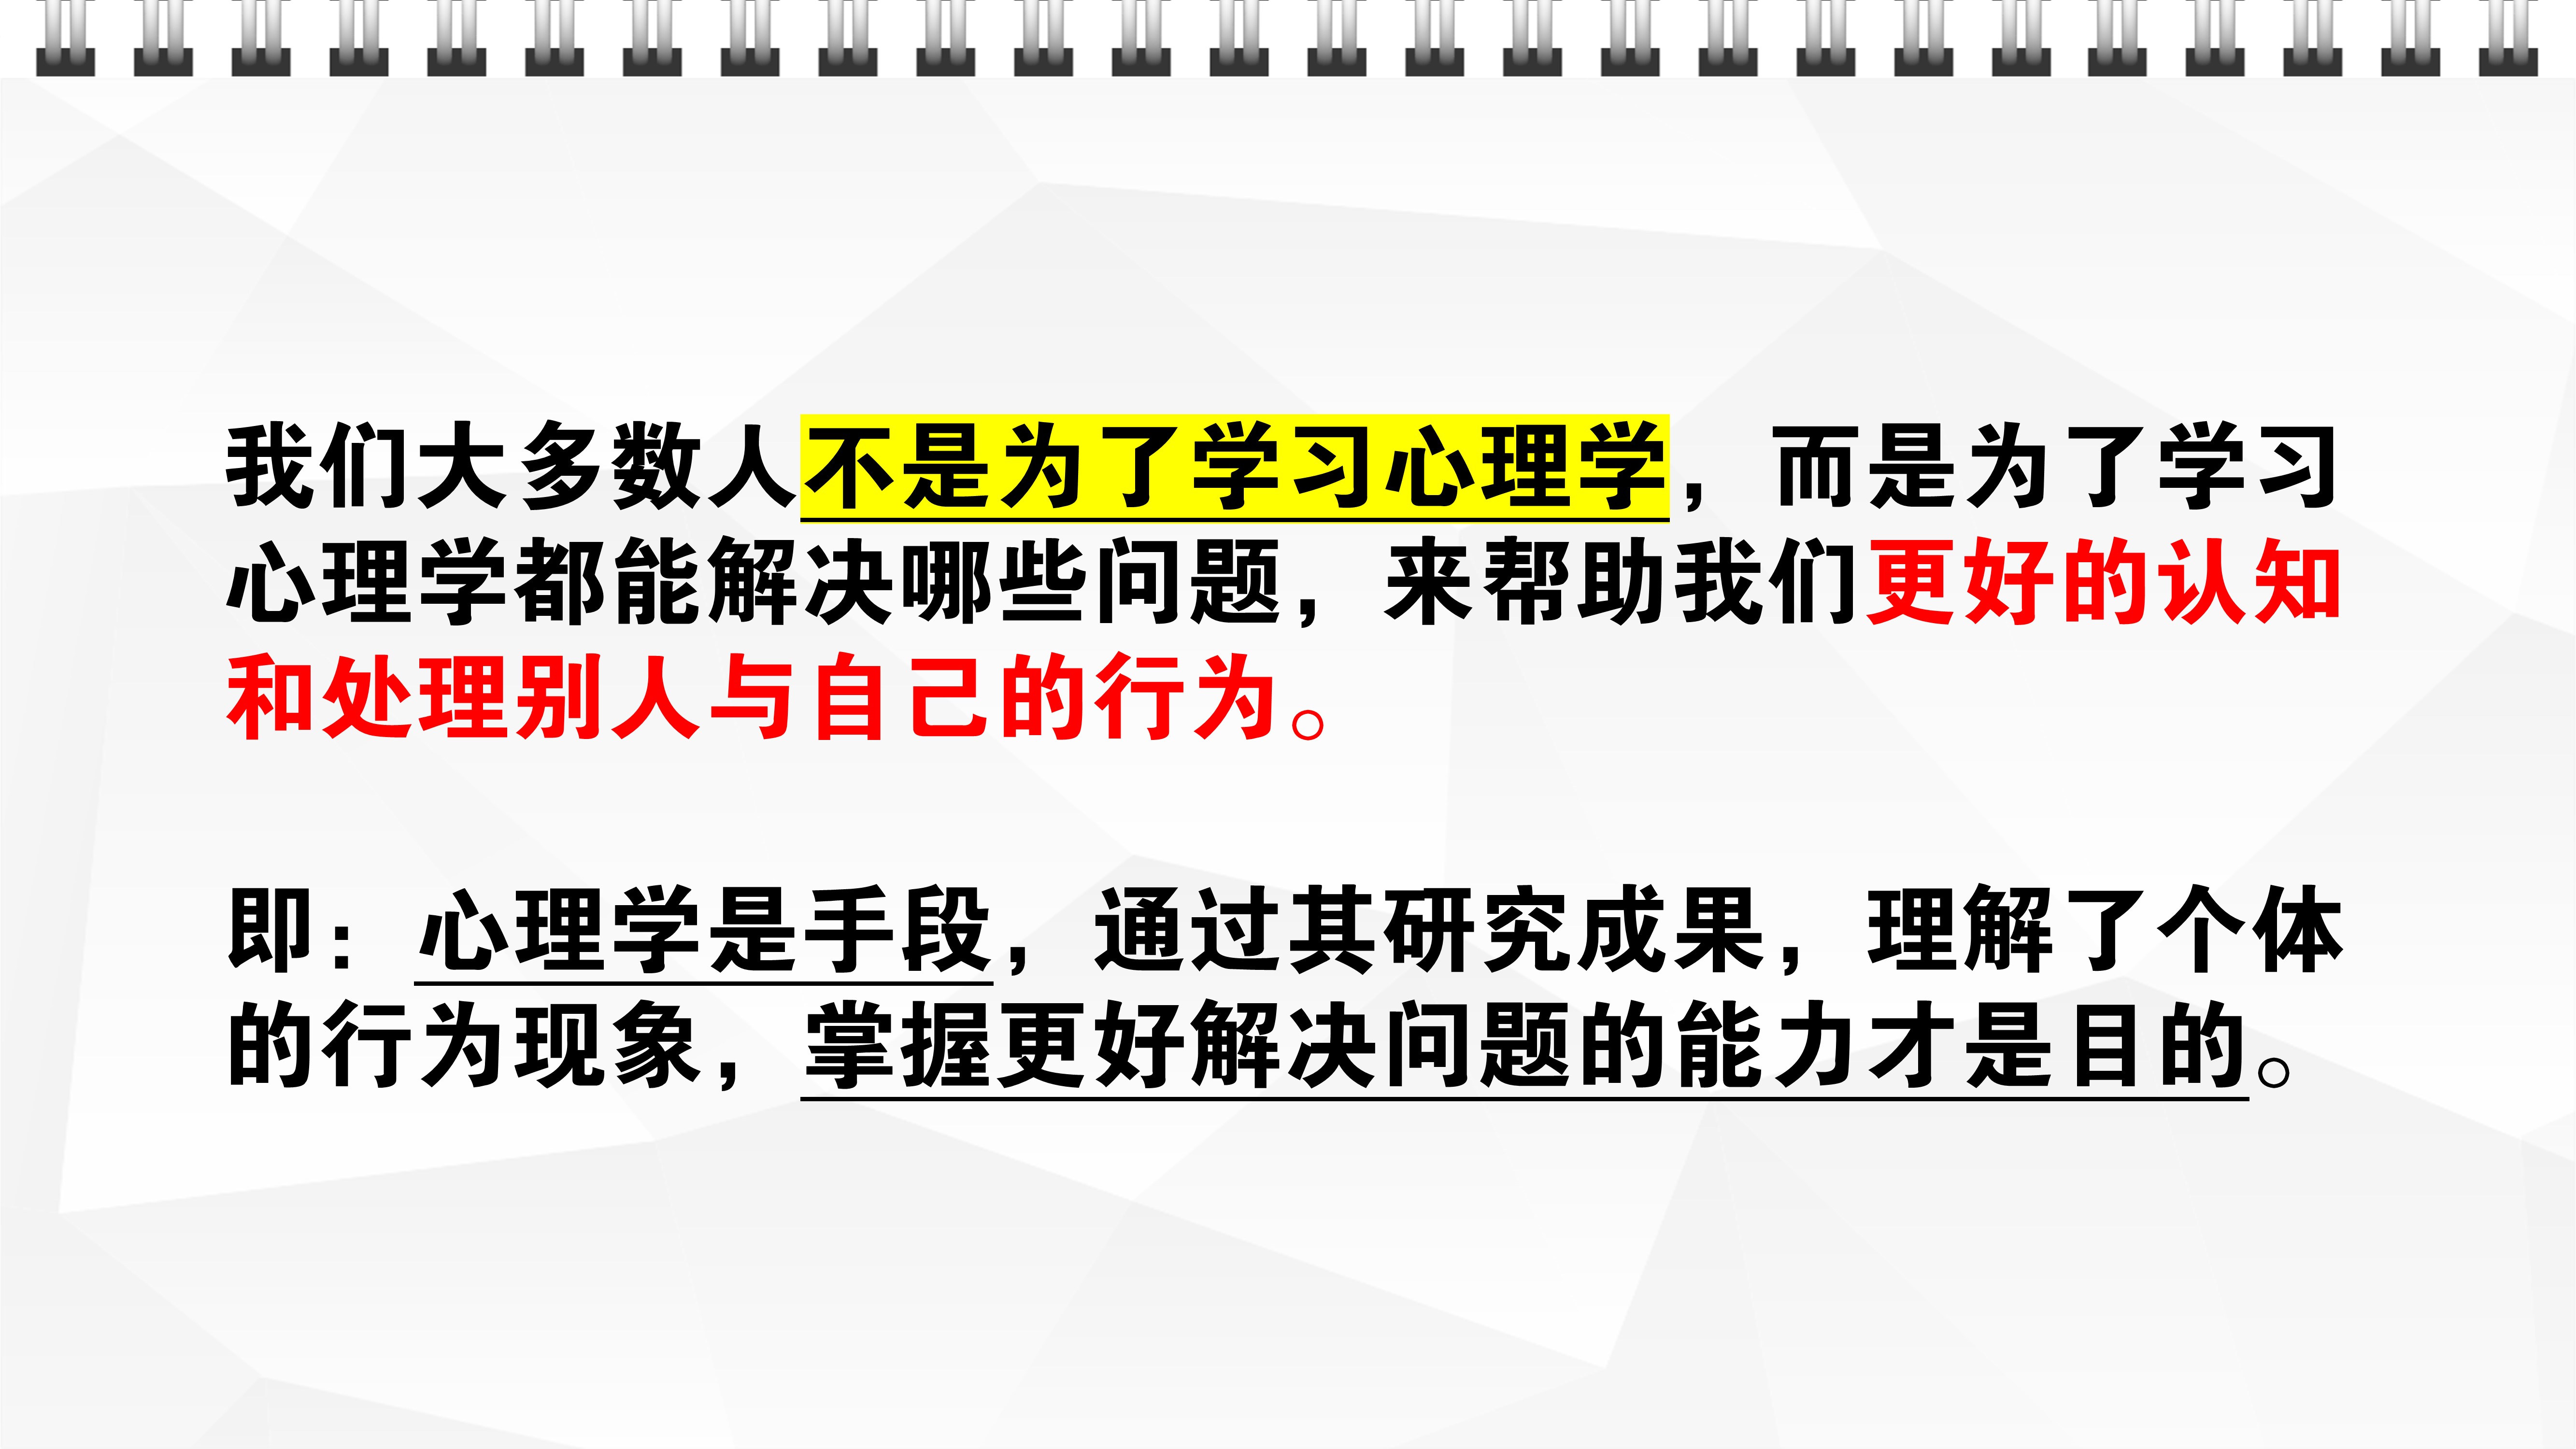 我们大多数人不是为了学习心理学，而是为了学习
心理学都能解决哪些问题，来帮助我们更好的认知
和处理别人与自己的行为。
即：心理学是手段，通过其研究成果，理解了个体
的行为现象，掌握更好解决问题的能力才是目的。